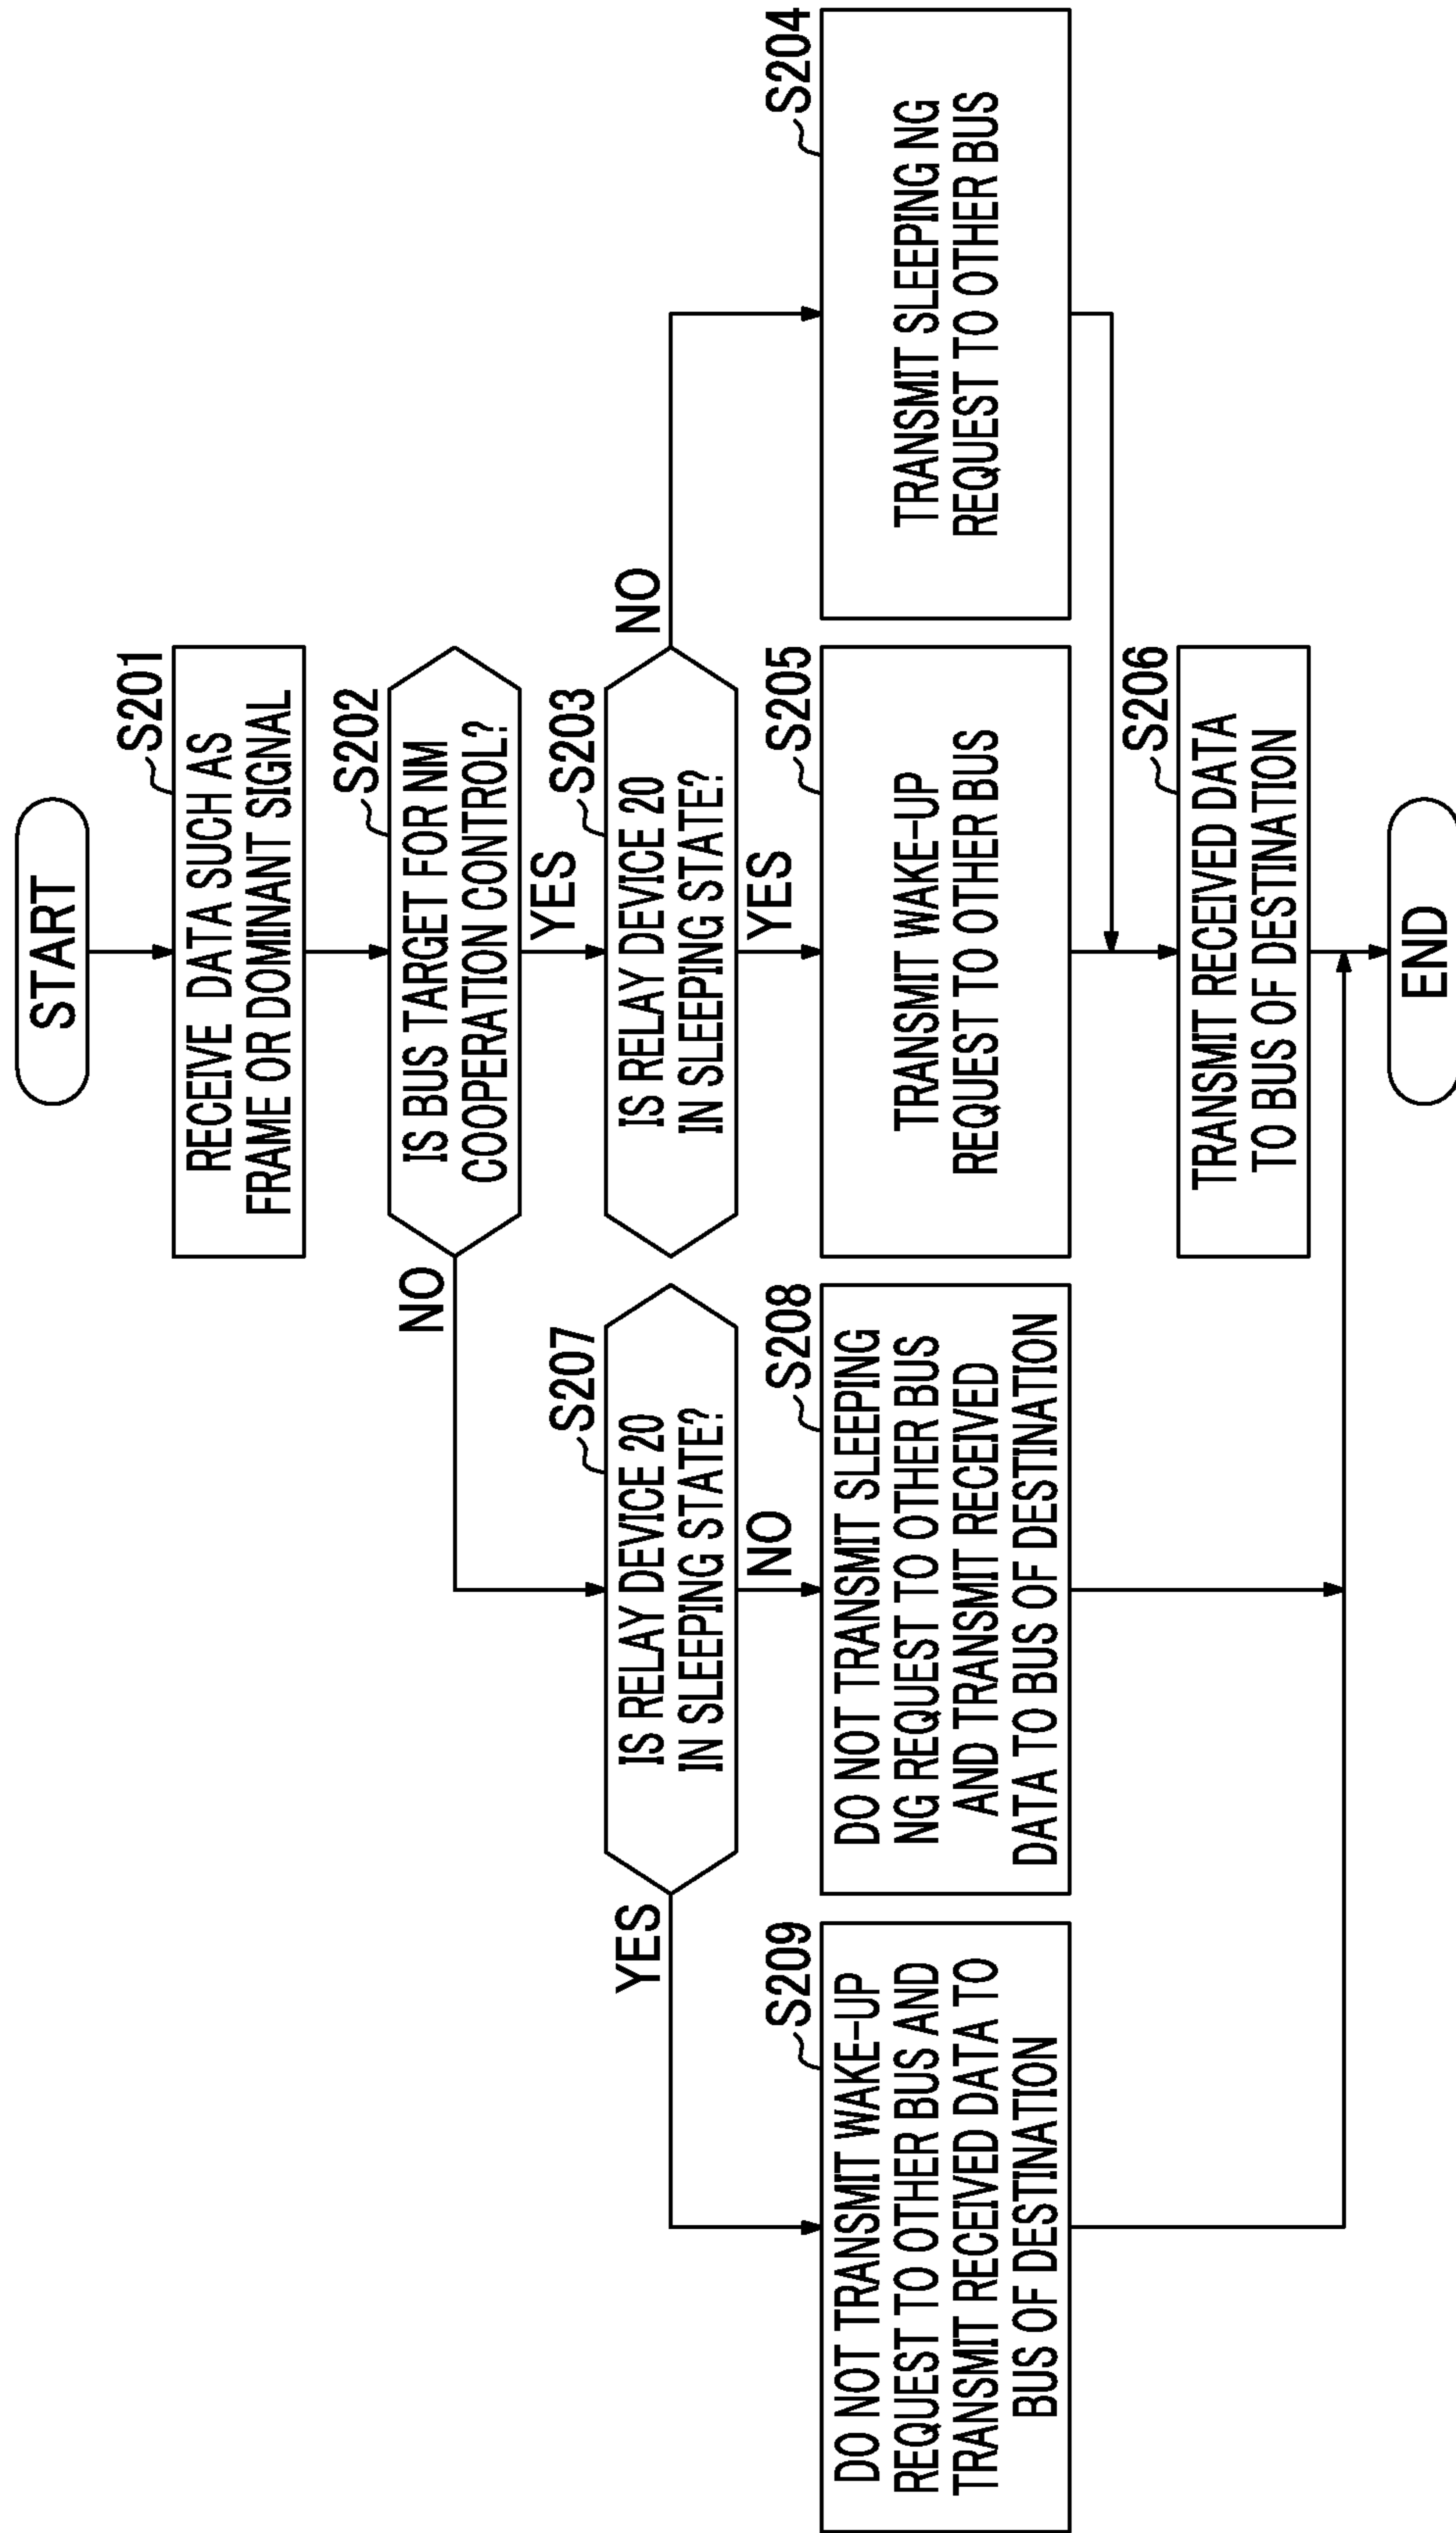 START
S201
RECEIVE DATA SUCH AS
FRAME OR DOMINANT SIGNAL
S202
IS BUS TARGET FOR NM
COOPERATION CONTROL?
NO
YES
S207
IS RELAY DEVICE 20
IN SLEEPING STATE?
S203
IS RELAY DEVICE 20
IN SLEEPING STATE?
YES
NO
YES
NO
S209
DO NOT TRANSMIT WAKE-UP
REQUEST TO OTHER BUS AND
TRANSMIT RECEIVED DATA TO
BUS OF DESTINATION
S208
DO NOT TRANSMIT SLEEPING
NG REQUEST TO OTHER BUS
AND TRANSMIT RECEIVED
DATA TO BUS OF DESTINATION
S205
TRANSMIT WAKE-UP
REQUEST TO OTHER BUS
S204
TRANSMIT SLEEPING NG
REQUEST TO OTHER BUS
S206
TRANSMIT RECEIVED DATA
TO BUS OF DESTINATION
END